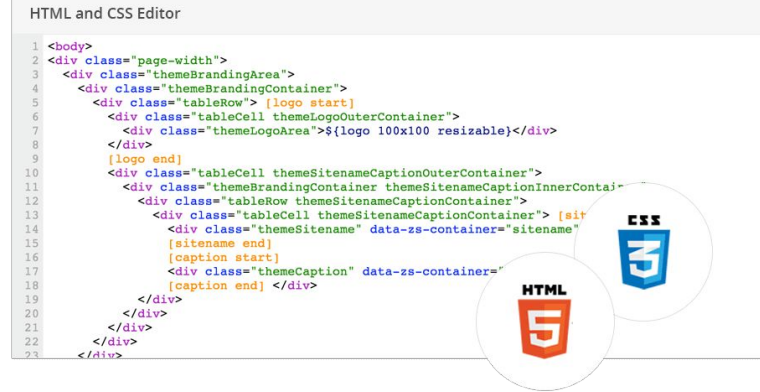 HTML and CSS Editor
1 <body>
2 <div class="page-width">
3 <div class="themeBrandingArea">
4 <div class="themeBrandingContainer">
5 <div class="tableRow"> [logo start]
6 <div class="tableCell themeLogoOuterContainer">
7 <div class="themeLogoArea">${logo 100x100 resizable}</div>
8 </div>
9 [logo end]
10 <div class="tableCell themeSitenameCaptionOuterContainer">
11 <div class="themeBrandingContainer themeSitenameCaptionInnerContai
12 <div class="tableRow themeSitenameCaptionContainer">
13 <div class="tableCell themeSitenameCaptionContainer"> [sit
14 <div class="themeSitename" data-zs-container="sitename"
15 [sitename end]
16 [caption start]
17 <div class="themeCaption" data-zs-container=
18 [caption end] </div>
19 </div>
20 </div>
21 </div>
22 </div>
23 </div>
CSS
3
HTML
5